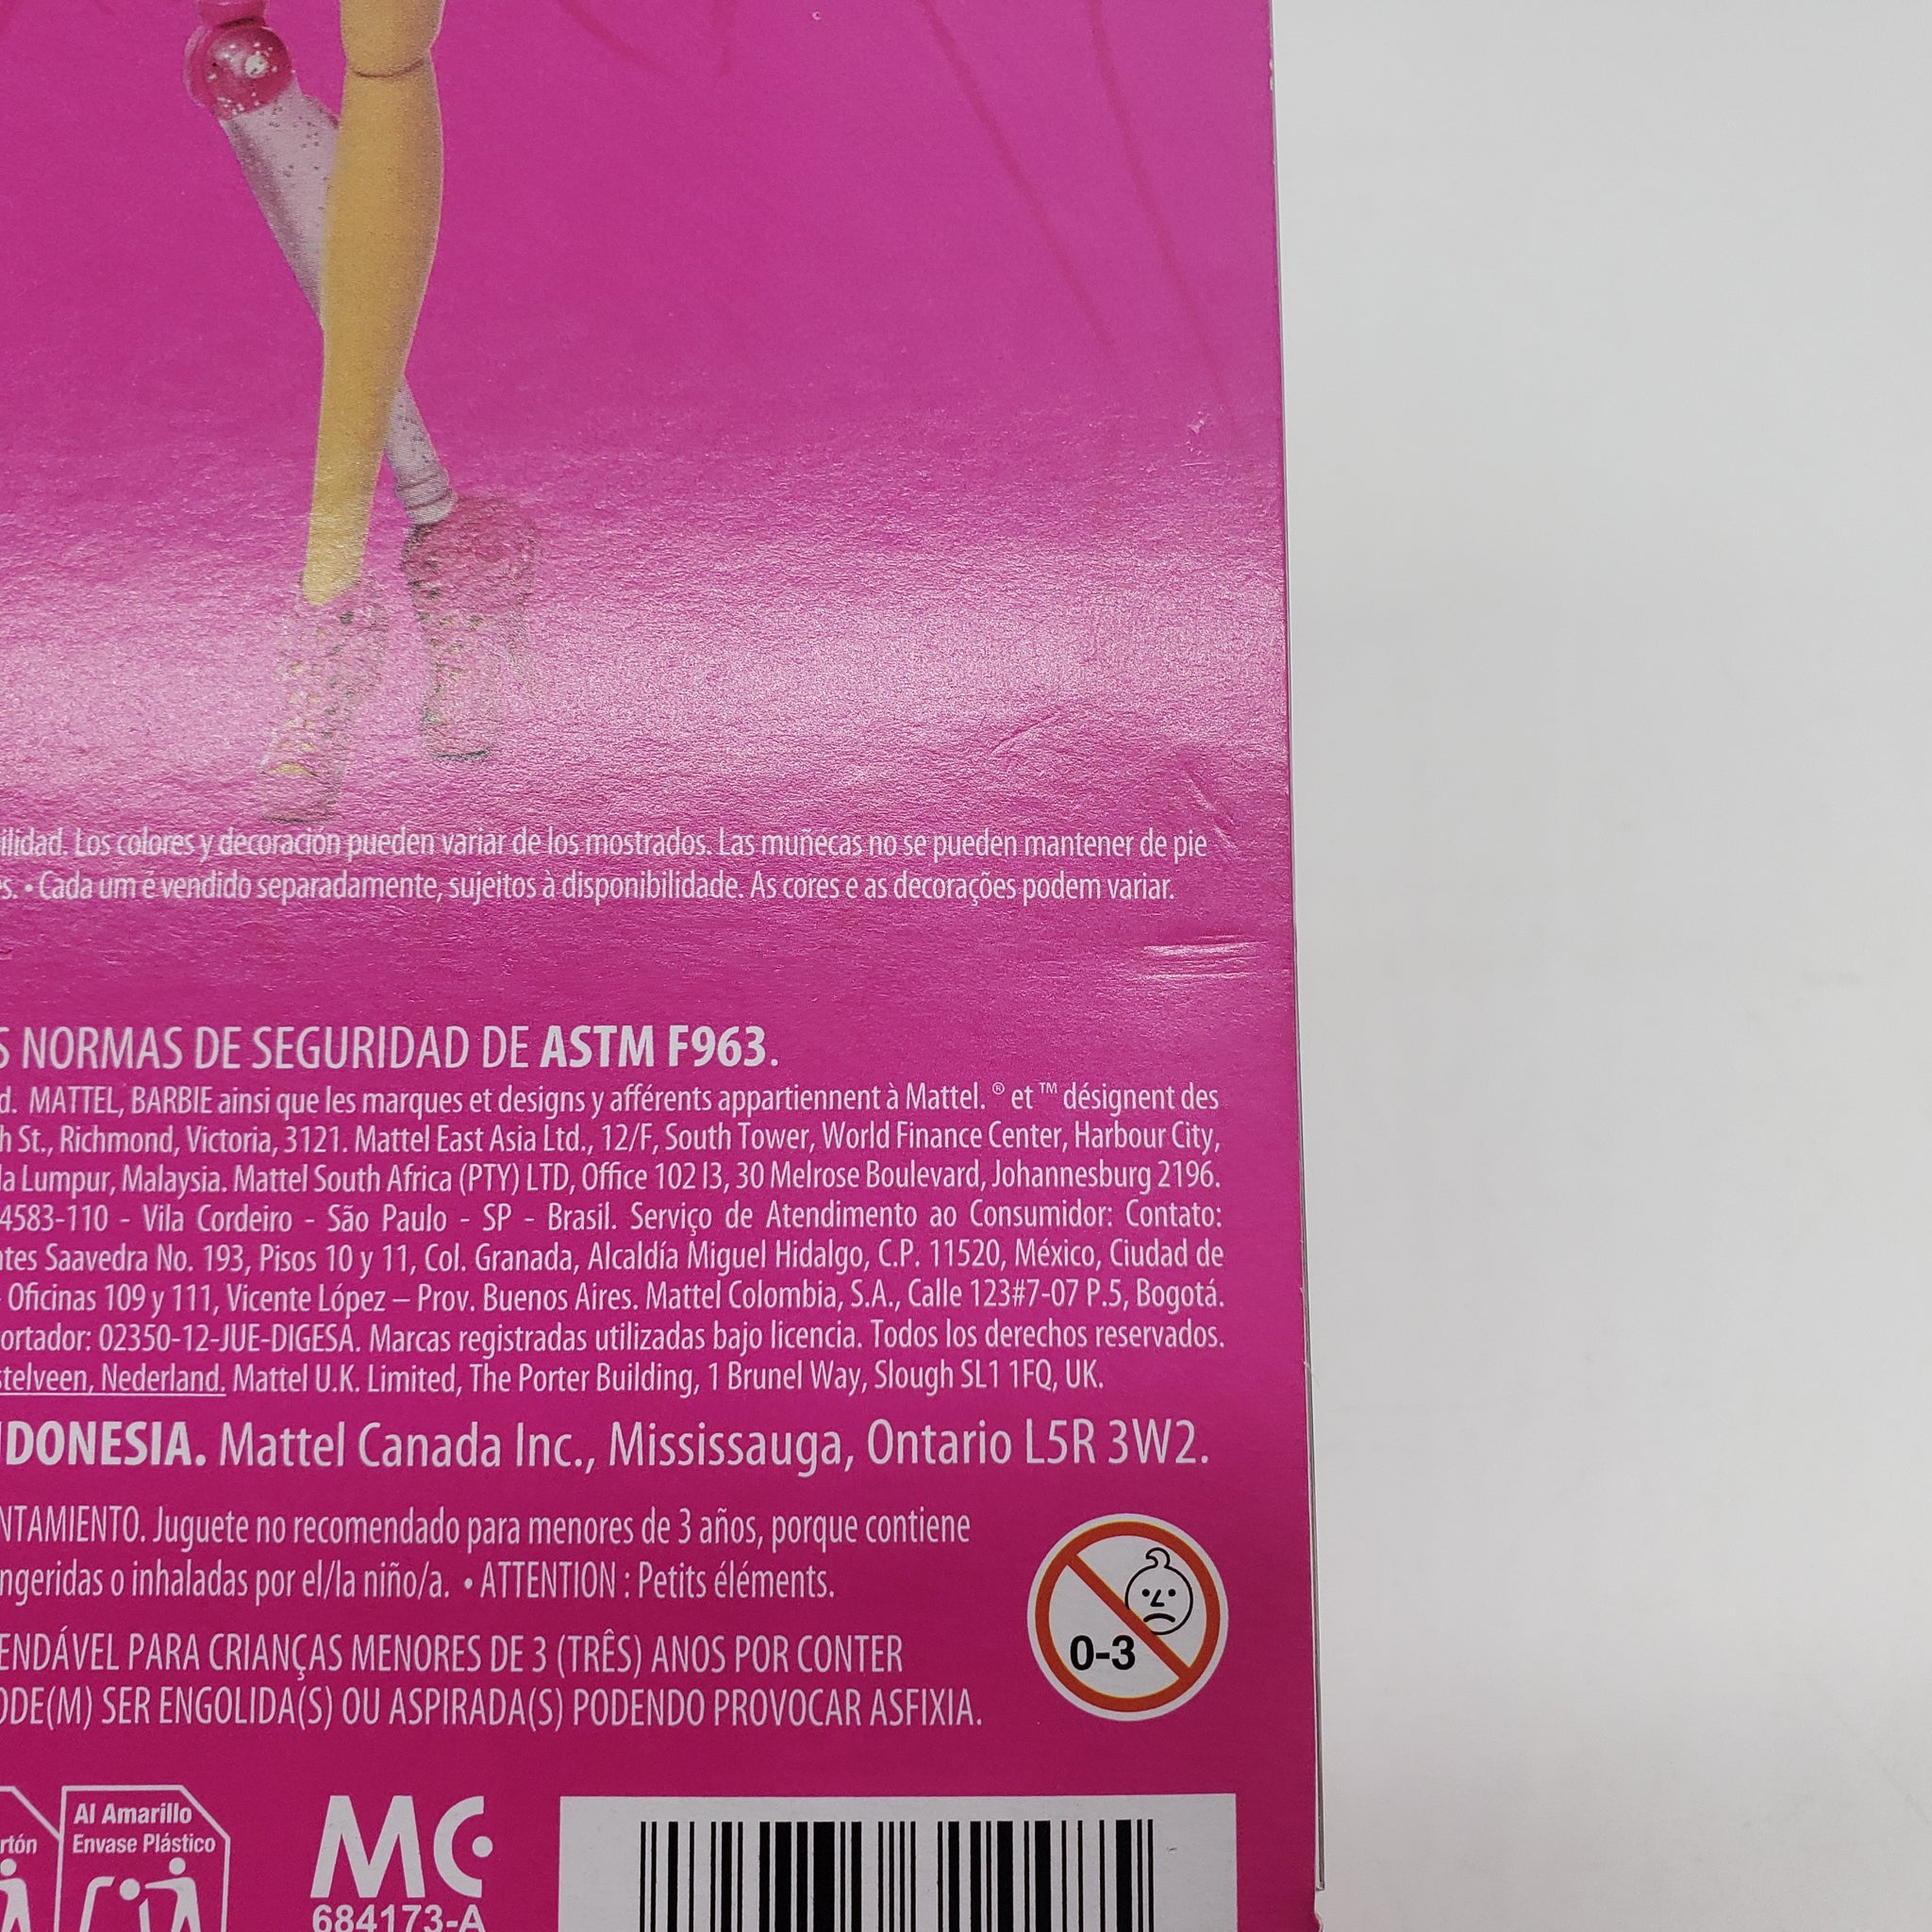 ilidad. Los colores y decoración pueden variar de los mostrados. Las muñecas no se pueden mantener de pie
s. • Cada um é vendido separadamente, sujeitos à disponibilidade. As cores e as decorações podem variar.
S NORMAS DE SEGURIDAD DE ASTM F963.
d. MATTEL, BARBIE ainsi que les marques et designs y afférents appartiennent à Mattel. ® et ™ désignent des
h St., Richmond, Victoria, 3121. Mattel East Asia Ltd., 12/F, South Tower, World Finance Center, Harbour City,
la Lumpur, Malaysia. Mattel South Africa (PTY) LTD, Office 102 I3, 30 Melrose Boulevard, Johannesburg 2196.
4583-110 - Vila Cordeiro - São Paulo - SP - Brasil. Serviço de Atendimento ao Consumidor: Contato:
ntes Saavedra No. 193, Pisos 10 y 11, Col. Granada, Alcaldía Miguel Hidalgo, C.P. 11520, México, Ciudad de
Oficinas 109 y 111, Vicente López – Prov. Buenos Aires. Mattel Colombia, S.A., Calle 123#7-07 P.5, Bogotá.
ortador: 02350-12-JUE-DIGESA. Marcas registradas utilizadas bajo licencia. Todos los derechos reservados.
stelveen, Nederland. Mattel U.K. Limited, The Porter Building, 1 Brunel Way, Slough SL1 1FQ, UK.
DONESIA. Mattel Canada Inc., Mississauga, Ontario L5R 3W2.
NTAMIENTO. Juguete no recomendado para menores de 3 años, porque contiene
ngeridas o inhaladas por el/la niño/a. • ATTENTION : Petits éléments.
0-3
ENDÁVEL PARA CRIANÇAS MENORES DE 3 (TRÊS) ANOS POR CONTER
ODE(M) SER ENGOLIDA(S) OU ASPIRADA(S) PODENDO PROVOCAR ASFIXIA.
rtón
Al Amarillo
Envase Plástico
MC
684173-A